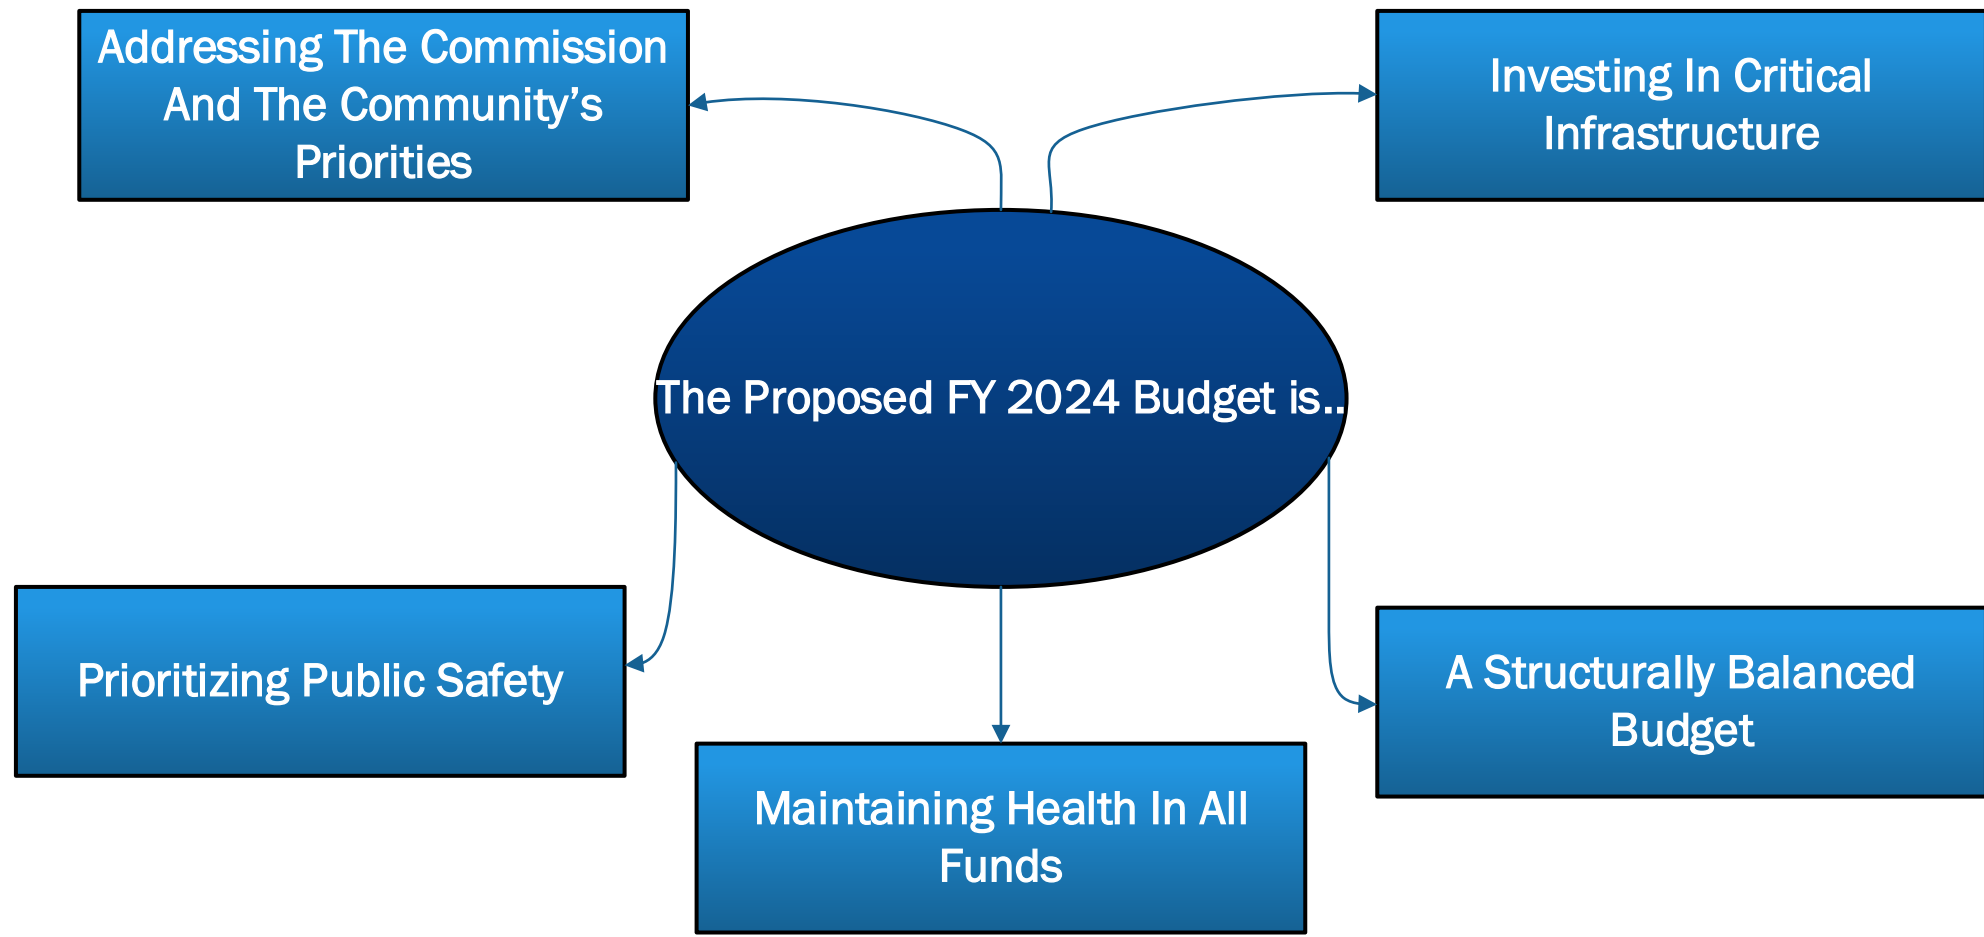 Addressing The Commission
And The Community’s
Priorities
Investing In Critical
Infrastructure
The Proposed FY 2024 Budget is..
Prioritizing Public Safety
A Structurally Balanced
Budget
Maintaining Health In All
Funds